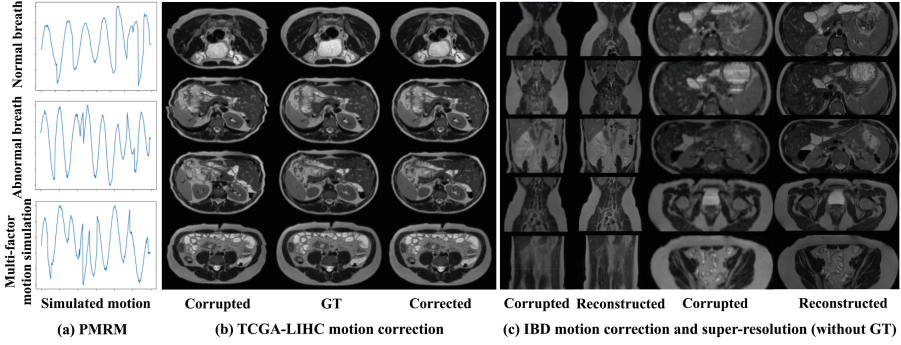 Normal breath
Abnormal breath
Multi-factor
motion simulation
Simulated motion
Corrupted
GT
Corrected
Corrupted
Reconstructed
Corrupted
Reconstructed
(a) PMRM
(b) TCGA-LIHC motion correction
(c) IBD motion correction and super-resolution (without GT)